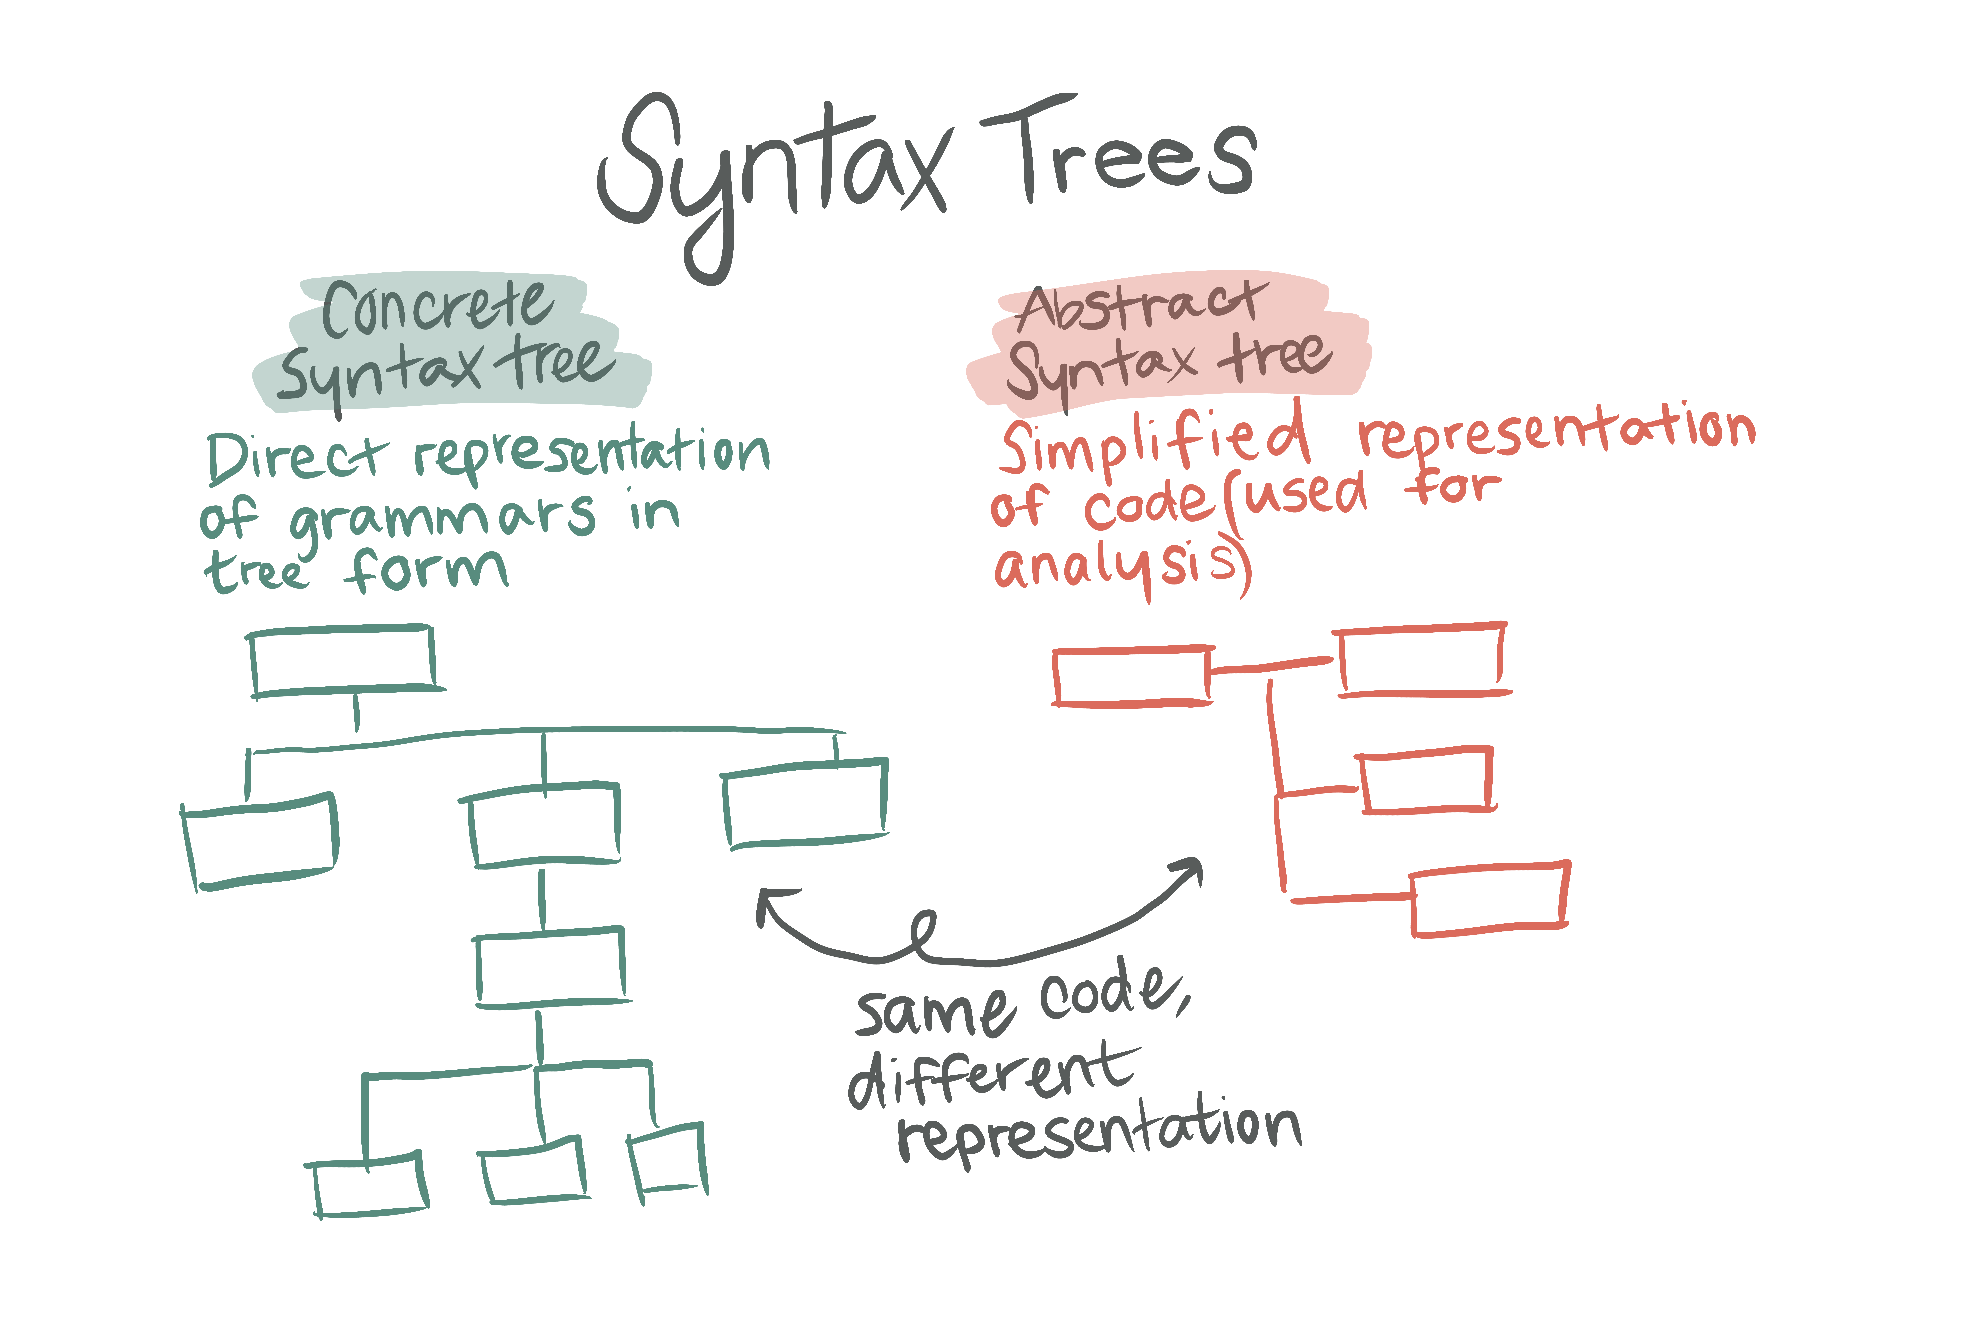 Syntax Trees
Concrete
Syntax tree
Direct representation
of grammars in
tree form
Abstract
Syntax tree
Simplified representation
of code (used for
analysis)
same code,
different
representation